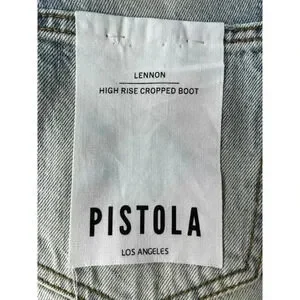 LENNON
HIGH RISE CROPPED BOOT
PISTOLA
LOS ANGELES